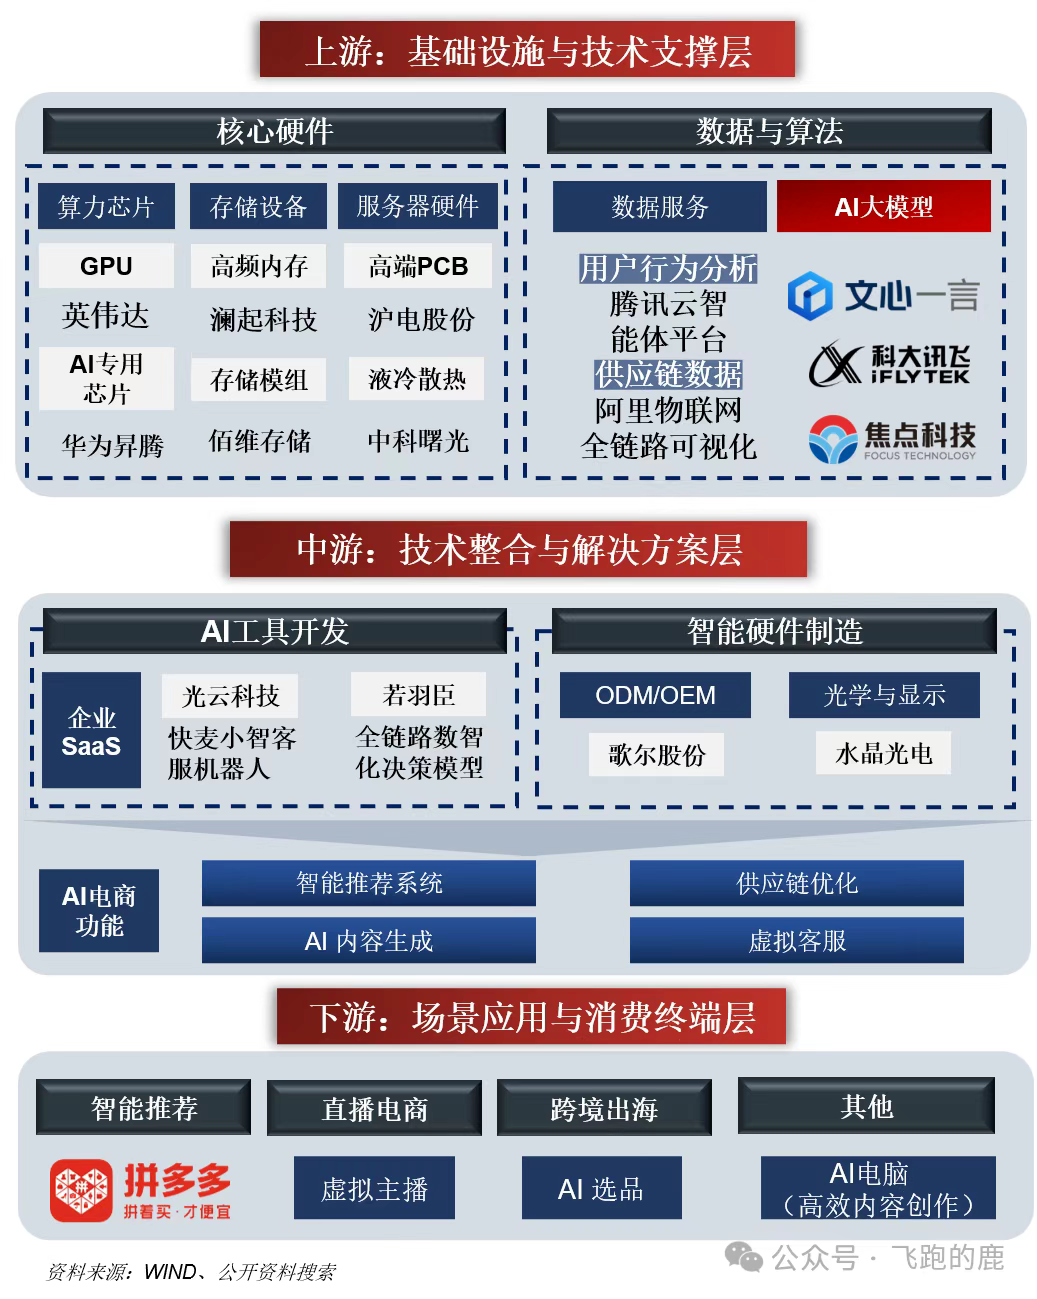 上游：基础设施与技术支撑层
核心硬件
数据与算法
算力芯片
存储设备
服务器硬件
数据服务
AI大模型
GPU
高频内存
高端PCB
英伟达
澜起科技
沪电股份
AI专用
芯片
存储模组
液冷散热
华为昇腾
佰维存储
中科曙光
用户行为分析
腾讯云智
能体平台
供应链数据
阿里物联网
全链路可视化
文心一言
科大讯飞
iFLYTEK
焦点科技
FOCUS TECHNOLOGY
中游：技术整合与解决方案层
AI工具开发
智能硬件制造
企业
SaaS
光云科技
快麦小智客
服机器人
若羽臣
全链路数智
化决策模型
ODM/OEM
光学与显示
歌尔股份
水晶光电
AI电商
功能
智能推荐系统
供应链优化
AI 内容生成
虚拟客服
下游：场景应用与消费终端层
智能推荐
直播电商
跨境出海
其他
拼
拼多多
拼着买·才便宜
虚拟主播
AI 选品
AI电脑
（高效内容创作）
公众号·飞跑的鹿
资料来源：WIND、公开资料搜索